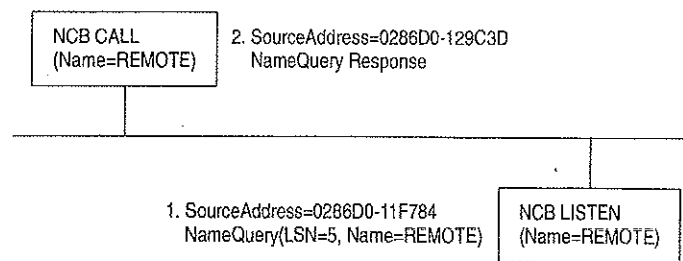 NCB CALL
(Name=REMOTE)
2. SourceAddress=0286D0-129C3D
NameQuery Response
1. SourceAddress=0286D0-11F784
NameQuery(LSN=5, Name=REMOTE)
NCB LISTEN
(Name=REMOTE)